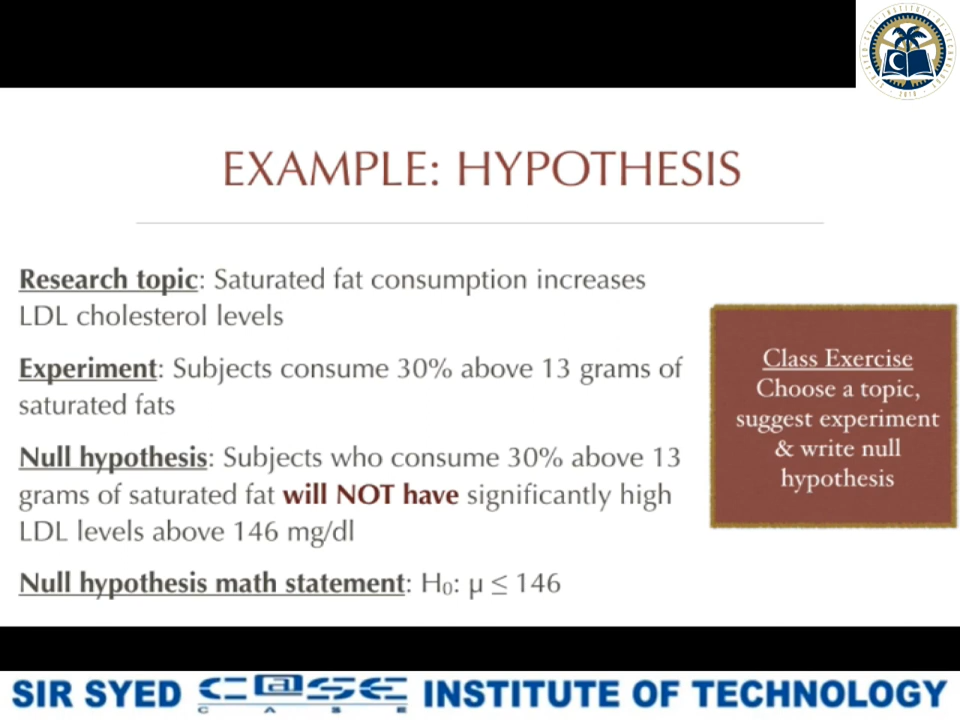 EXAMPLE: HYPOTHESIS
Research topic: Saturated fat consumption increases
LDL cholesterol levels
Experiment: Subjects consume 30% above 13 grams of
saturated fats
Null hypothesis: Subjects who consume 30% above 13
grams of saturated fat will NOT have significantly high
LDL levels above 146 mg/dl
Null hypothesis math statement: H₀: μ ≤ 146
Class Exercise
Choose a topic,
suggest experiment
& write null
hypothesis
SIR SYED C@SE INSTITUTE OF TECHNOLOGY
C A S E